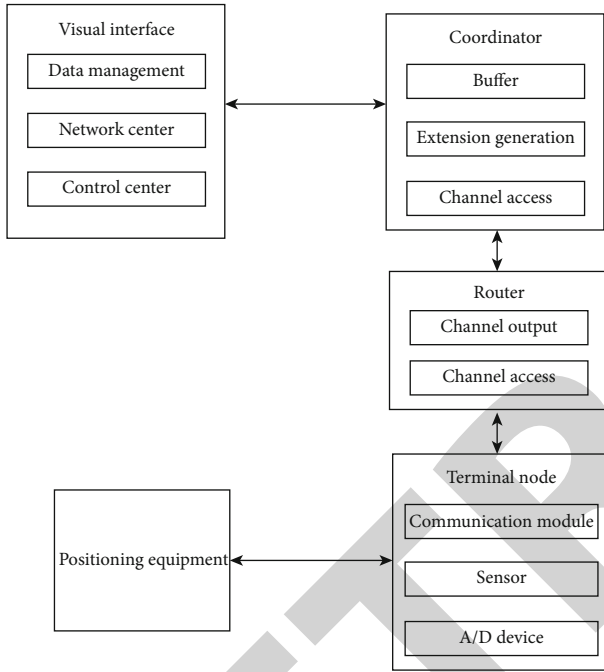 Visual interface
Data management
Network center
Control center
Coordinator
Buffer
Extension generation
Channel access
Router
Channel output
Channel access
Terminal node
Communication module
Sensor
A/D device
Positioning equipment